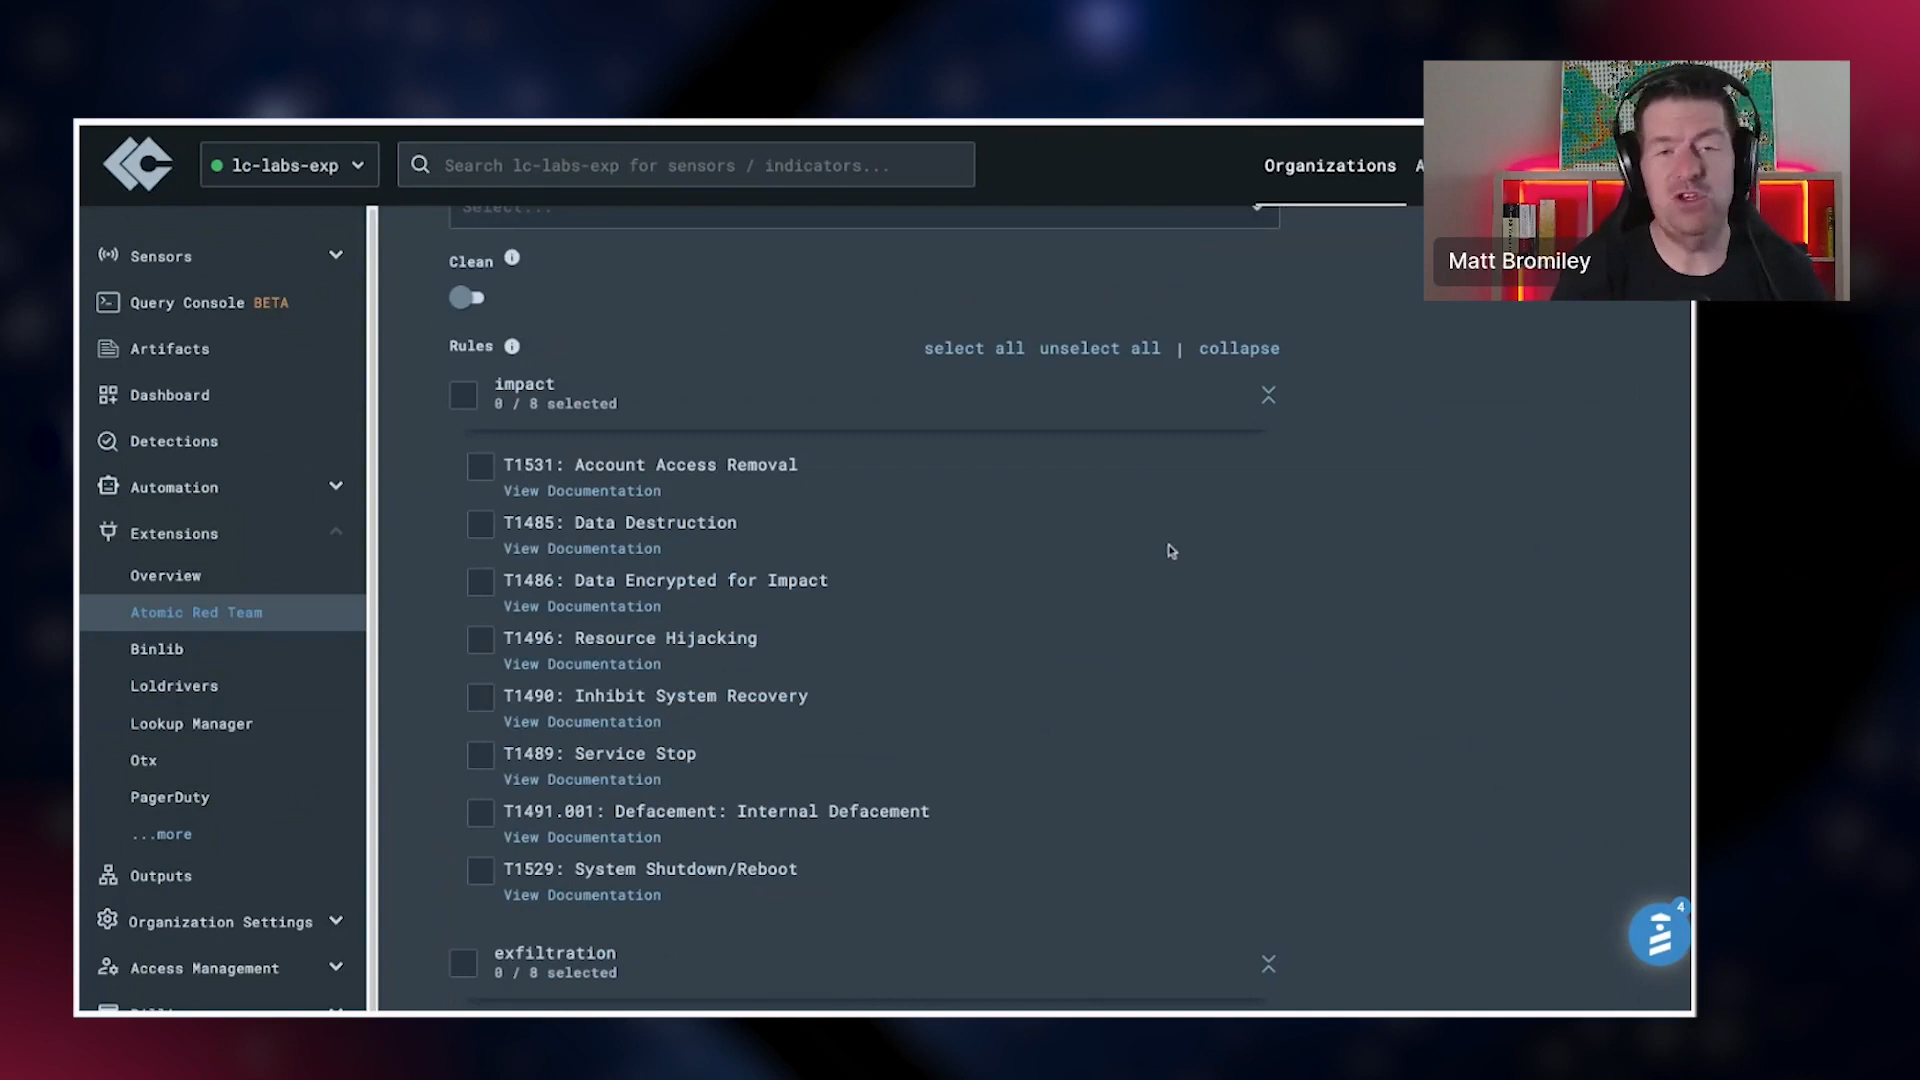 lc-labs-exp
Search lc-labs-exp for sensors / indicators...
Organizations
A
Matt Bromiley
Sensors
Query Console BETA
Artifacts
Dashboard
Detections
Automation
Extensions
Overview
Atomic Red Team
Binlib
Loldrivers
Lookup Manager
Otx
PagerDuty
...more
Outputs
Organization Settings
Access Management
Select...
Clean
Rules
select all unselect all | collapse
impact
0 / 8 selected
T1531: Account Access Removal
View Documentation
T1485: Data Destruction
View Documentation
T1486: Data Encrypted for Impact
View Documentation
T1496: Resource Hijacking
View Documentation
T1490: Inhibit System Recovery
View Documentation
T1489: Service Stop
View Documentation
T1491.001: Defacement: Internal Defacement
View Documentation
T1529: System Shutdown/Reboot
View Documentation
exfiltration
0 / 8 selected
4